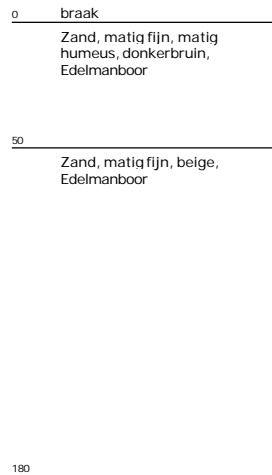 0 braak
Zand, matig fijn, matig
humeus, donkerbruin,
Edelmanboor
50
Zand, matig fijn, beige,
Edelmanboor
180